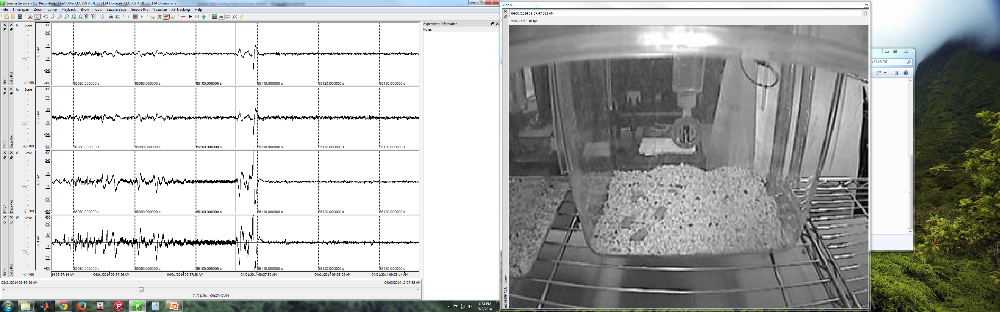 Sirenia Seizure - G:/_Recordings KKeHD6/mEEG389 ABJL 033114 Donep/mEEG389 ABJL 033114 Donep.pvfs
File Time Span Zoom Jump Playback Show Tools Seizure Basic Seizure Pro Visualize XY Tracking Help
Scale
400
240
80
-80
-240
-400
+/- 400
EEG 1
Data Plot
EEG 1 uV
85080.000000 s 85090.000000 s 85100.000000 s 85110.000000 s 85120.000000 s 85130.000000 s
Scale
400
240
80
-80
-240
-400
+/- 400
EEG 2
Data Plot
EEG 2 uV
85080.000000 s 85090.000000 s 85100.000000 s 85110.000000 s 85120.000000 s 85130.000000 s
Scale
400
240
80
-80
-240
-400
+/- 400
EEG 3
Data Plot
EEG 3 uV
85080.000000 s 85090.000000 s 85100.000000 s 85110.000000 s 85120.000000 s 85130.000000 s
Scale
400
240
80
-80
-240
-400
+/- 400
EEG 4
Data Plot
EEG 4 uV
85080.000000 s 85090.000000 s 85100.000000 s 85110.000000 s 85120.000000 s 85130.000000 s
14 09:37:14 AM 04/01/2014 09:37:26 AM 04/01/2014 09:37:38 AM 04/01/2014 09:37:50 AM 04/01/2014 09:38:02 AM 04/01/2014 09:38:14 AM
03/31/2014 09:59:20 AM 04/03/2014 10:07:58 AM
04/01/2014 09:37:47 AM
Experiment Information
Notes
4:34 PM
5/2/2014
Video
04/01/2014 09:37:47.321 AM
Frame Rate: 10 fps
mEEG389 ABJL_video4
KKeHD6